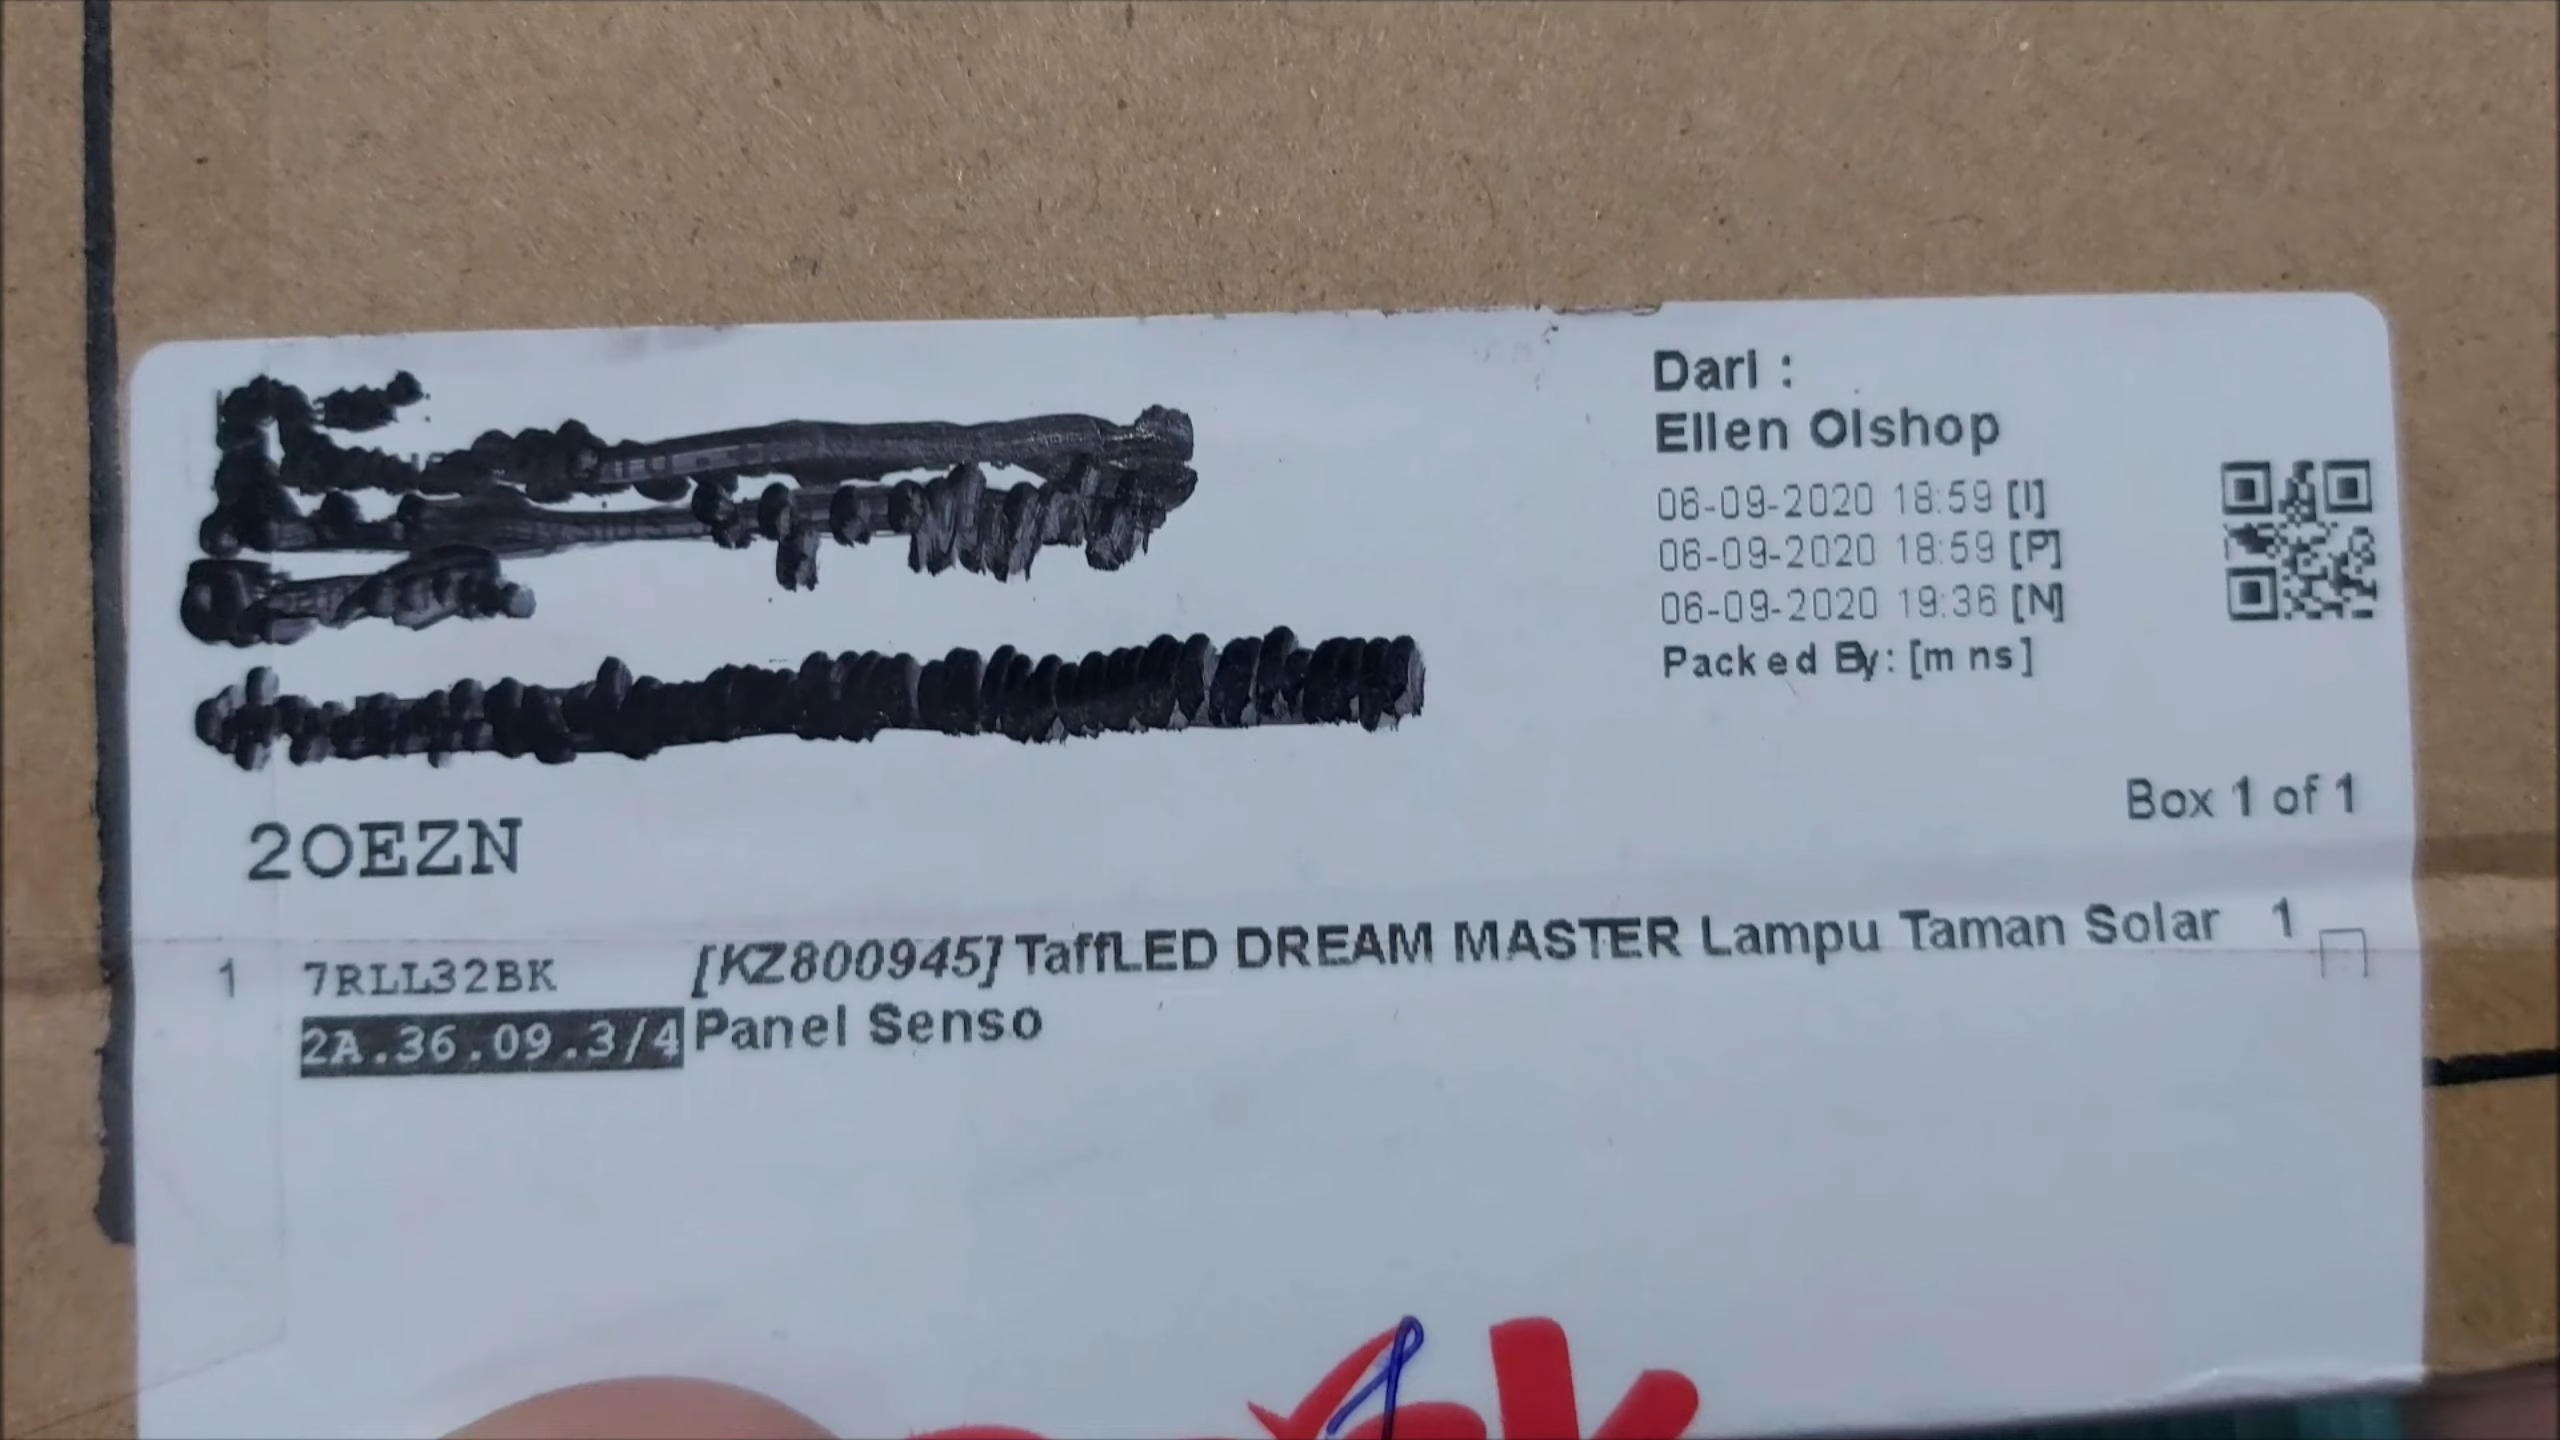 Dari :
Ellen Olshop
06-09-2020 18:59 [I]
06-09-2020 18:59 [P]
06-09-2020 19:36 [N]
Packed By: [m ns]
Box 1 of 1
2OEZN
1 7RLL32BK [KZ800945] TaffLED DREAM MASTER Lampu Taman Solar 1
2A.36.09.3/4 Panel Senso